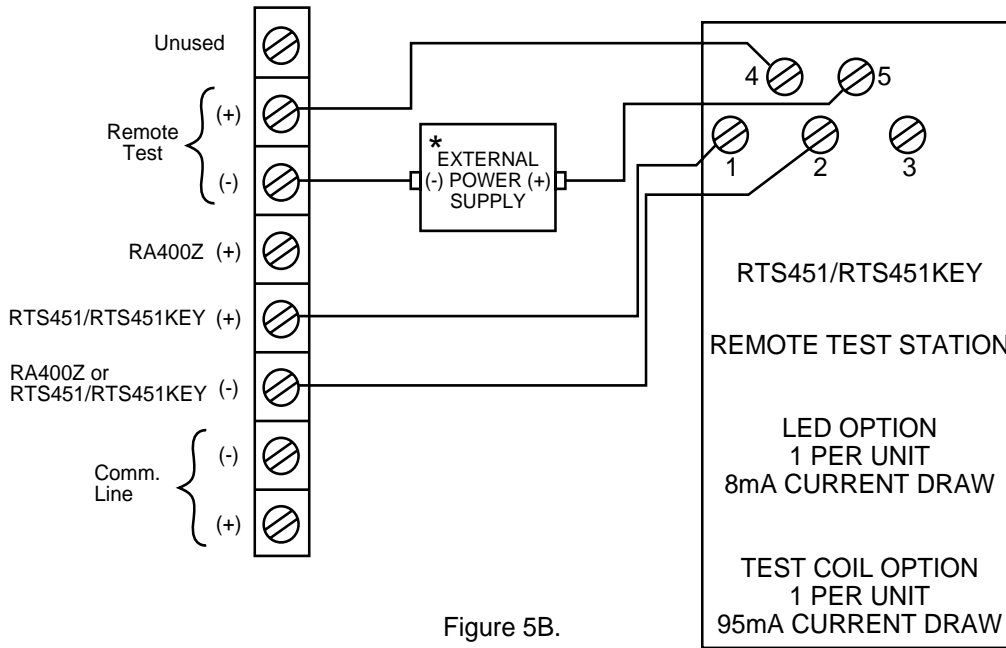 Unused
(+)
Remote
Test
(-)
RA400Z (+)
RTS451/RTS451KEY (+)
RA400Z or
RTS451/RTS451KEY (-)
(-)
Comm.
Line
(+)
*
EXTERNAL
(-) POWER (+)
SUPPLY
4
5
1
2
3
RTS451/RTS451KEY
REMOTE TEST STATION
LED OPTION
1 PER UNIT
8mA CURRENT DRAW
TEST COIL OPTION
1 PER UNIT
95mA CURRENT DRAW
Figure 5B.